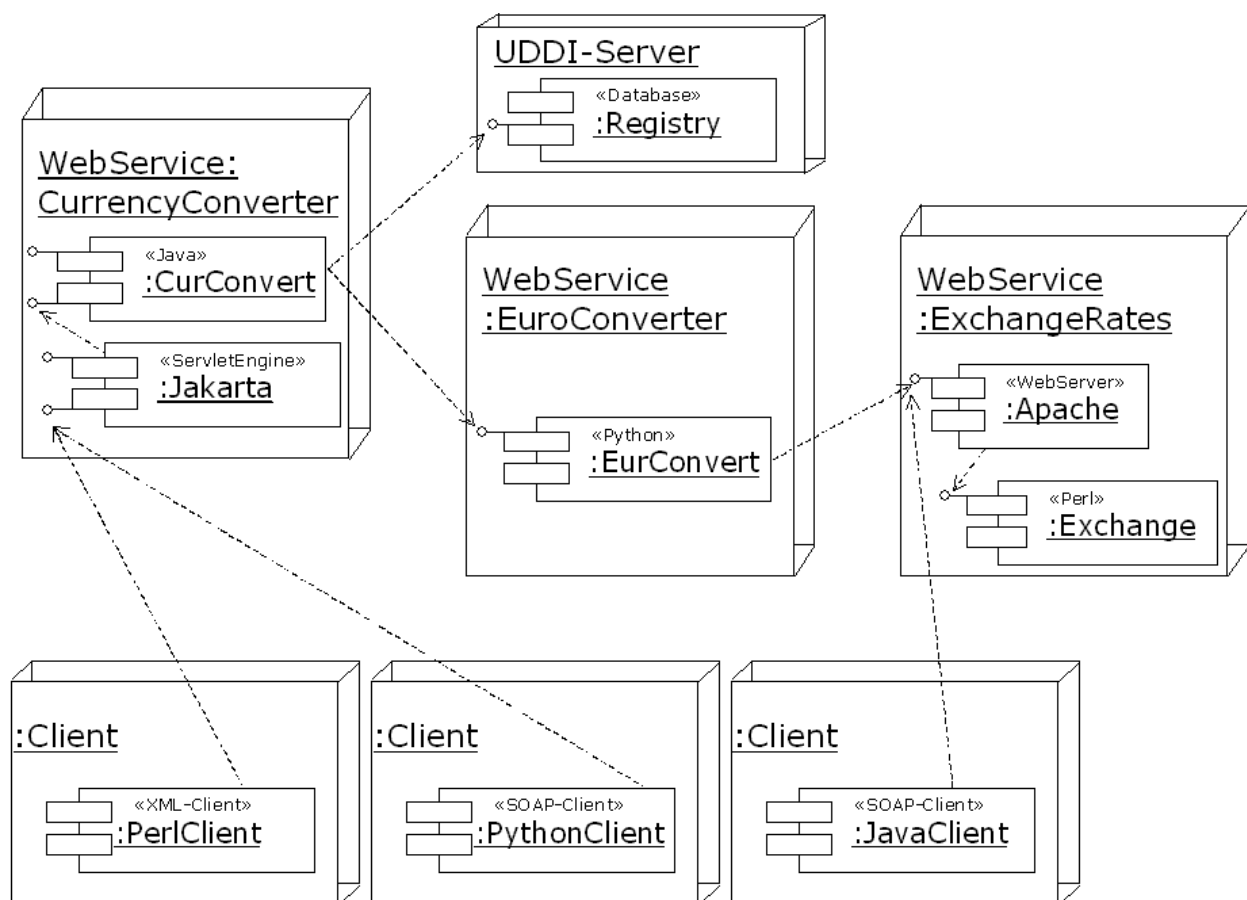 UDDI-Server
«Database»
:Registry
WebService:
CurrencyConverter
«Java»
:CurConvert
«ServletEngine»
:Jakarta
WebService
:EuroConverter
«Python»
:EurConvert
WebService
:ExchangeRates
«WebServer»
:Apache
«Perl»
:Exchange
:Client
«XML-Client»
:PerlClient
:Client
«SOAP-Client»
:PythonClient
:Client
«SOAP-Client»
:JavaClient